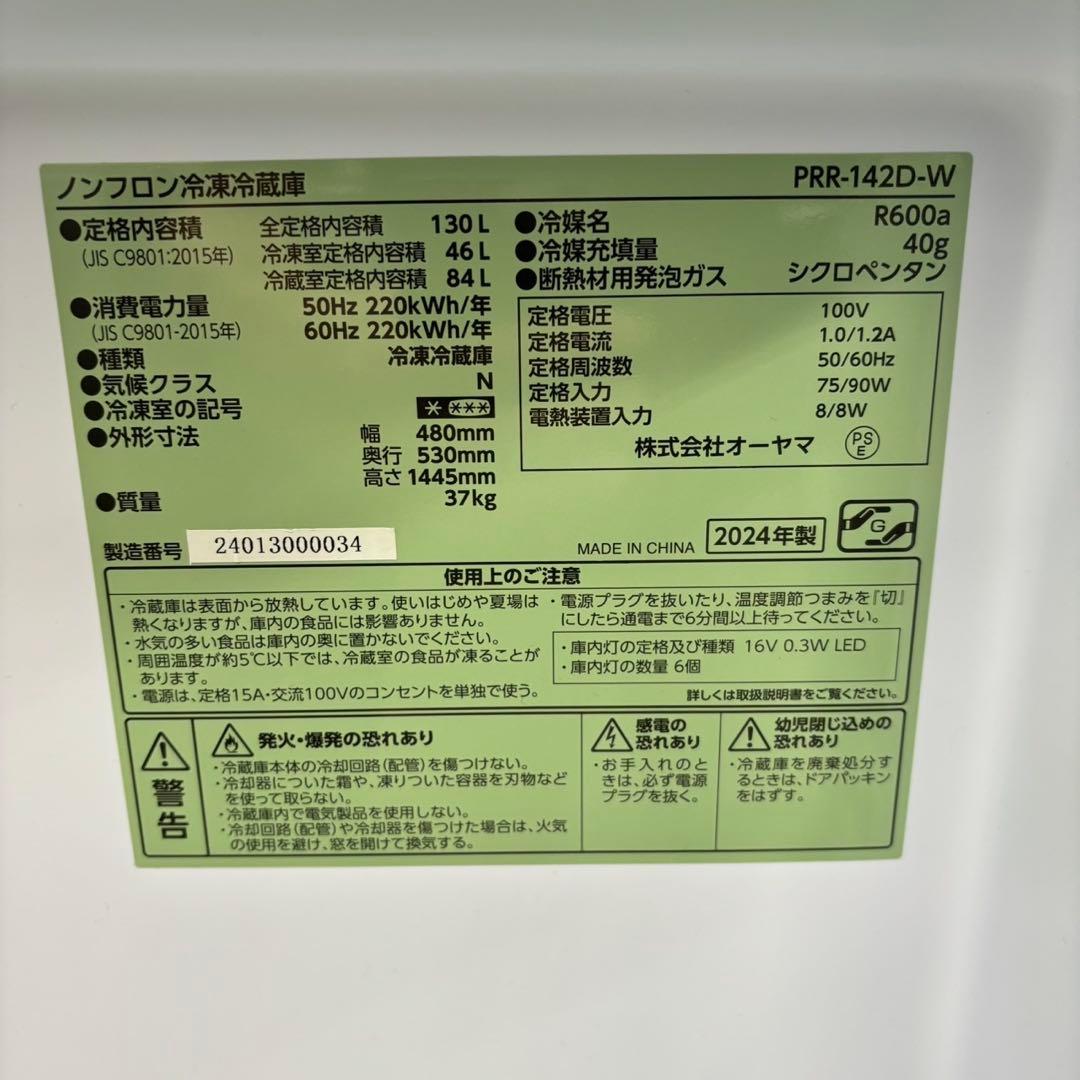 ノンフロン冷凍冷蔵庫
PRR-142D-W
●定格内容積 全定格内容積 130L
(JIS C9801:2015年) 冷凍室定格内容積 46L
冷蔵室定格内容積 84L
●消費電力量 50Hz 220kWh/年
(JIS C9801-2015年) 60Hz 220kWh/年
●種類 冷凍冷蔵庫
●気候クラス N
●冷凍室の記号
●外形寸法 幅 480mm
奥行 530mm
高さ 1445mm
●質量 37kg
●冷媒名 R600a
●冷媒充填量 40g
●断熱材用発泡ガス シクロペンタン
定格電圧 100V
定格電流 1.0/1.2A
定格周波数 50/60Hz
定格入力 75/90W
電熱装置入力 8/8W
株式会社オーヤマ PSE
製造番号 24013000034
MADE IN CHINA 2024年製 G
使用上のご注意
・冷蔵庫は表面から放熱しています。使いはじめや夏場は
熱くなりますが、庫内の食品には影響ありません。
・水気の多い食品は庫内の奥に置かないでください。
・周囲温度が約5℃以下では、冷蔵室の食品が凍ることが
あります。
・電源は、定格15A・交流100Vのコンセントを単独で使う。
・電源プラグを抜いたり、温度調節つまみを『切』
にしたら通電まで6分間以上待ってください。
・庫内灯の定格及び種類 16V 0.3W LED
・庫内灯の数量 6個
詳しくは取扱説明書をご覧ください。
警告
発火・爆発の恐れあり
・冷蔵庫本体の冷却回路(配管)を傷つけない。
・冷却器についた霜や、凍りついた容器を刃物など
を使って取らない。
・冷蔵庫内で電気製品を使用しない。
・冷却回路(配管)や冷却器を傷つけた場合は、火気
の使用を避け、窓を開けて換気する。
感電の
恐れあり
・お手入れのと
きは、必ず電源
プラグを抜く。
幼児閉じ込めの
恐れあり
・冷蔵庫を廃棄処分す
るときは、ドアパッキン
をはずす。